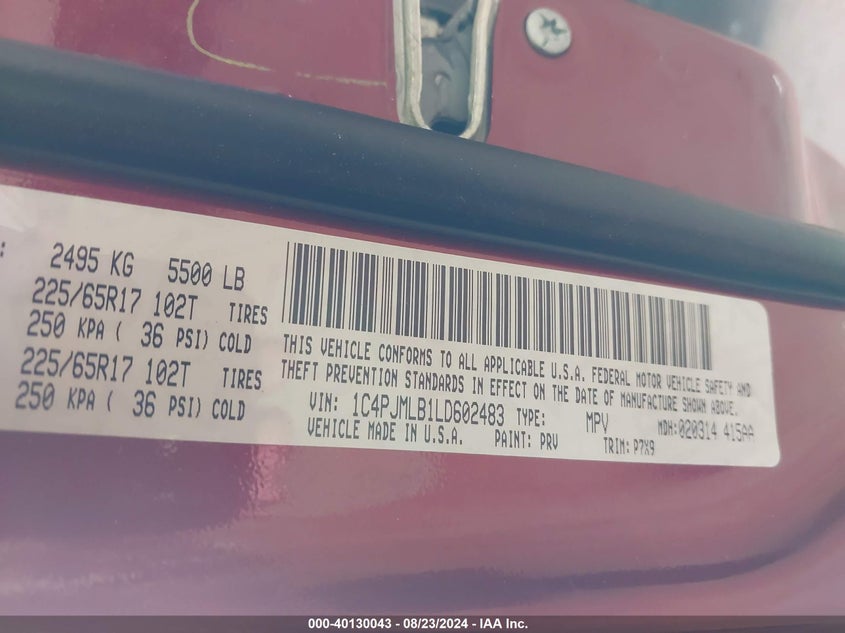 : 2495 KG 5500 LB
225/65R17 102T TIRES
250 KPA ( 36 PSI) COLD
225/65R17 102T TIRES
250 KPA ( 36 PSI) COLD
THIS VEHICLE CONFORMS TO ALL APPLICABLE U.S.A. FEDERAL MOTOR VEHICLE SAFETY AND
THEFT PREVENTION STANDARDS IN EFFECT ON THE DATE OF MANUFACTURE SHOWN ABOVE.
VIN: 1C4PJMLB1LD602483 TYPE: MPV MDH:020314 415AA
VEHICLE MADE IN U.S.A. PAINT: PRV TRIM: P7X9
000-40130043 - 08/23/2024 - IAA Inc.